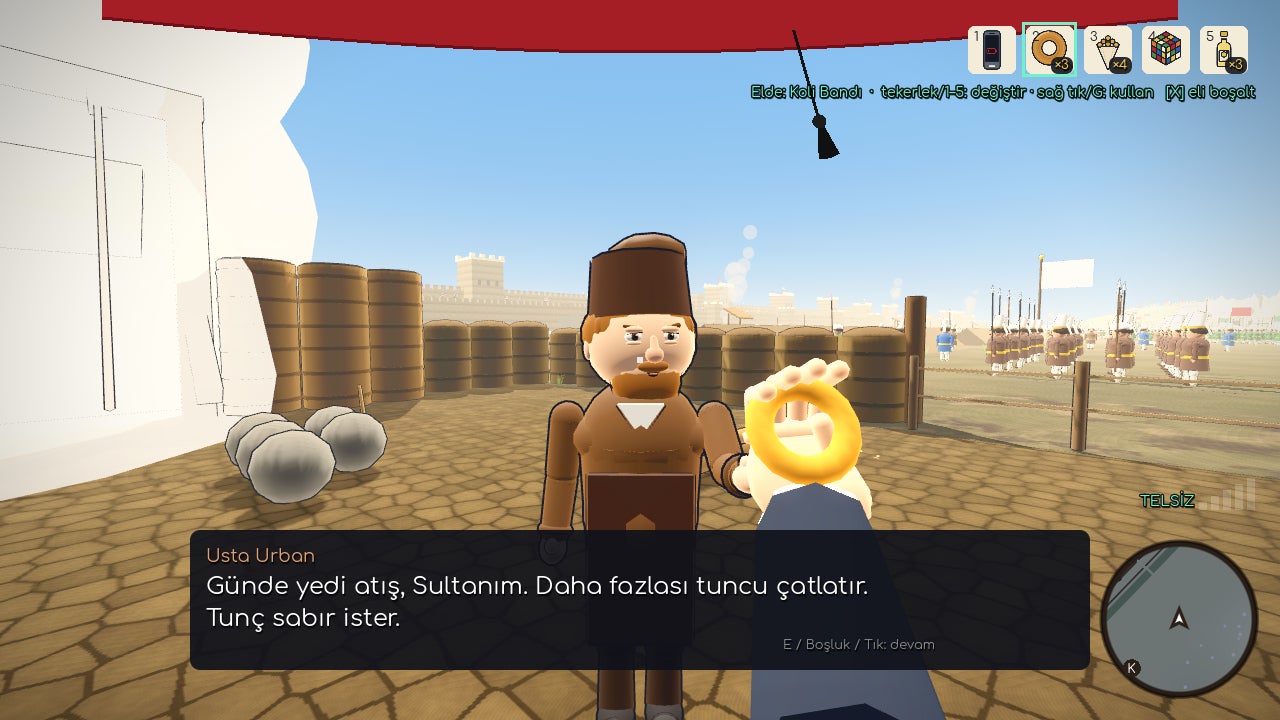 1
2
×3
3
×4
4
5
×3
Elde: Koli Bandı · tekerlek/1-5: değiştir · sağ tık/G: kullan [X] eli boşalt
TELSİZ
Usta Urban
Günde yedi atış, Sultanım. Daha fazlası tuncu çatlatır.
Tunç sabır ister.
E / Boşluk / Tık: devam
K